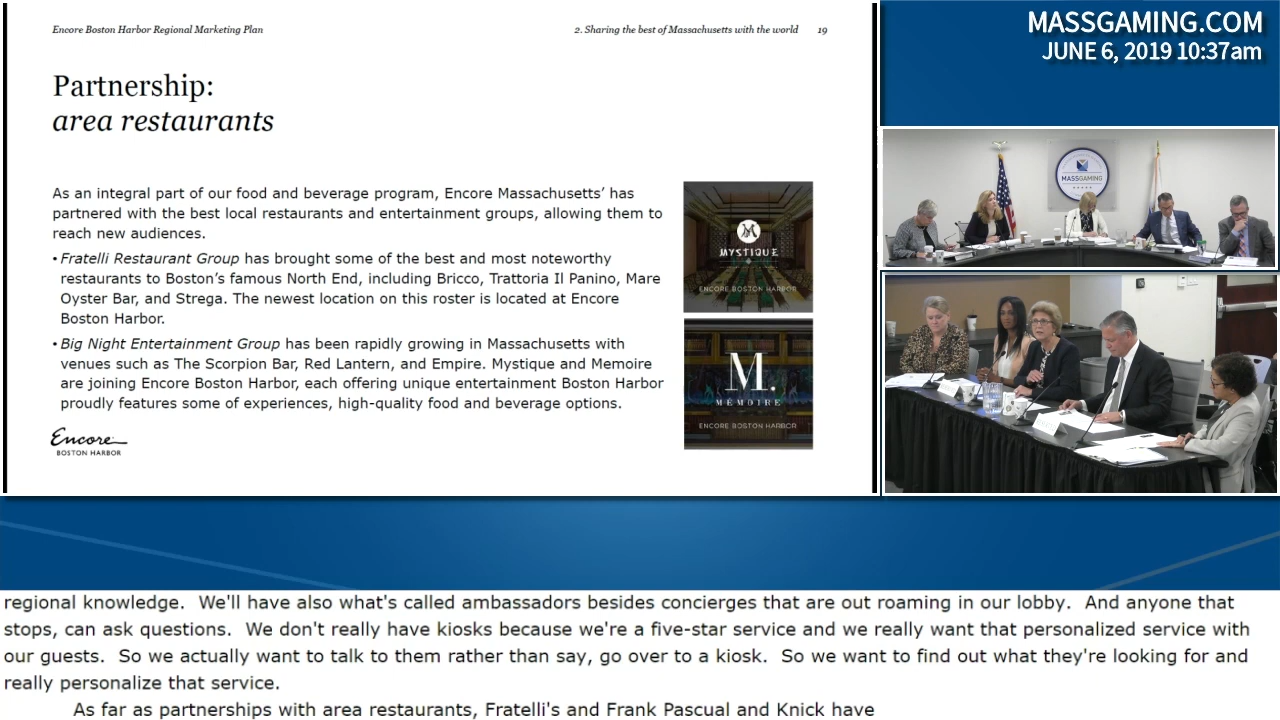 Encore Boston Harbor Regional Marketing Plan
2. Sharing the best of Massachusetts with the world 19
MASSGAMING.COM
JUNE 6, 2019 10:37am
Partnership:
area restaurants
As an integral part of our food and beverage program, Encore Massachusetts’ has
partnered with the best local restaurants and entertainment groups, allowing them to
reach new audiences.
• Fratelli Restaurant Group has brought some of the best and most noteworthy
restaurants to Boston’s famous North End, including Bricco, Trattoria Il Panino, Mare
Oyster Bar, and Strega. The newest location on this roster is located at Encore
Boston Harbor.
• Big Night Entertainment Group has been rapidly growing in Massachusetts with
venues such as The Scorpion Bar, Red Lantern, and Empire. Mystique and Memoire
are joining Encore Boston Harbor, each offering unique entertainment Boston Harbor
proudly features some of experiences, high-quality food and beverage options.
Encore
BOSTON HARBOR
M
MYSTIQUE
ENCORE BOSTON HARBOR
M.
MÉMOIRE
ENCORE BOSTON HARBOR
MASSGAMING
regional knowledge. We'll have also what's called ambassadors besides concierges that are out roaming in our lobby. And anyone that
stops, can ask questions. We don't really have kiosks because we're a five-star service and we really want that personalized service with
our guests. So we actually want to talk to them rather than say, go over to a kiosk. So we want to find out what they're looking for and
really personalize that service.
As far as partnerships with area restaurants, Fratelli's and Frank Pascual and Knick have